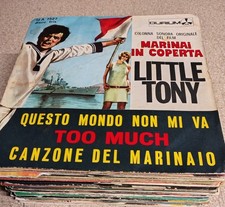 DURIUM
COLONNA SONORA ORIGINALE
DEL FILM
MARINAI
IN COPERTA
LITTLE
TONY
QUESTO MONDO NON MI VA
TOO MUCH
CANZONE DEL MARINAIO